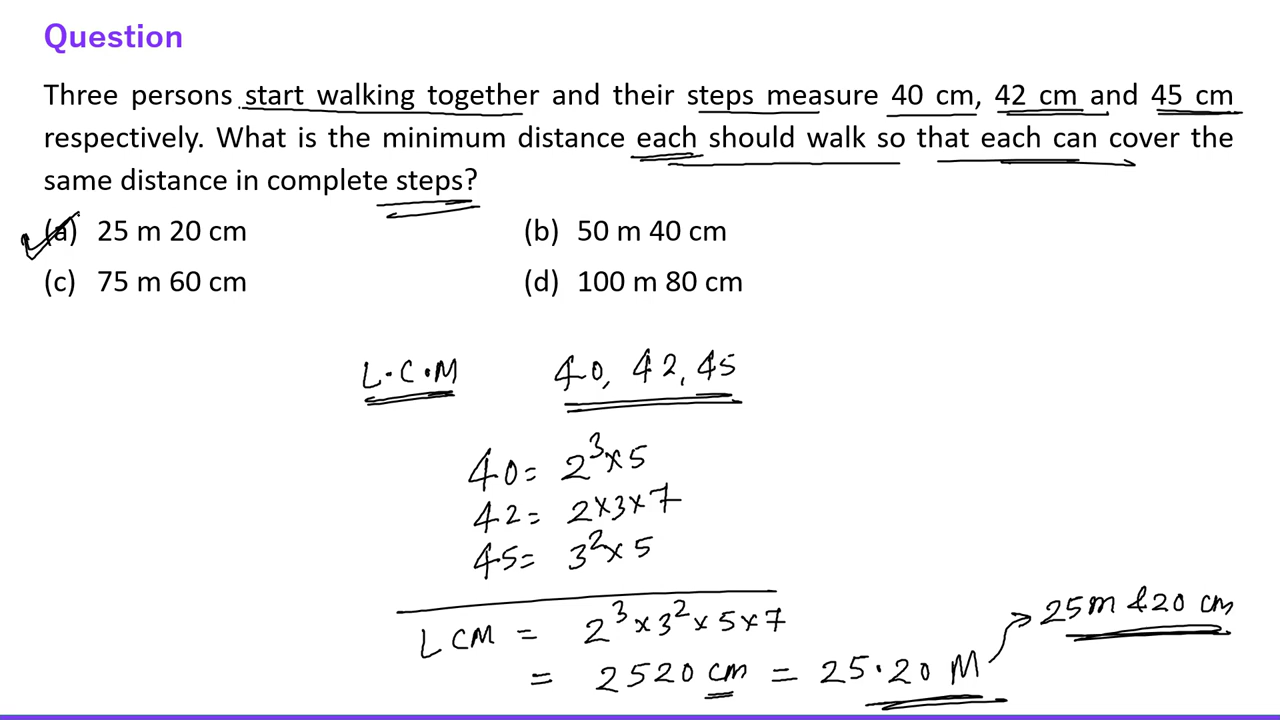 Question
Three persons start walking together and their steps measure 40 cm, 42 cm and 45 cm
respectively. What is the minimum distance each should walk so that each can cover the
same distance in complete steps?
(a) 25 m 20 cm (b) 50 m 40 cm
(c) 75 m 60 cm (d) 100 m 80 cm
L.C.M 40, 42, 45
40= 2³×5
42= 2×3×7
45= 3²×5
LCM = 2³×3²×5×7
= 2520 cm = 25.20 M
25m & 20 cm